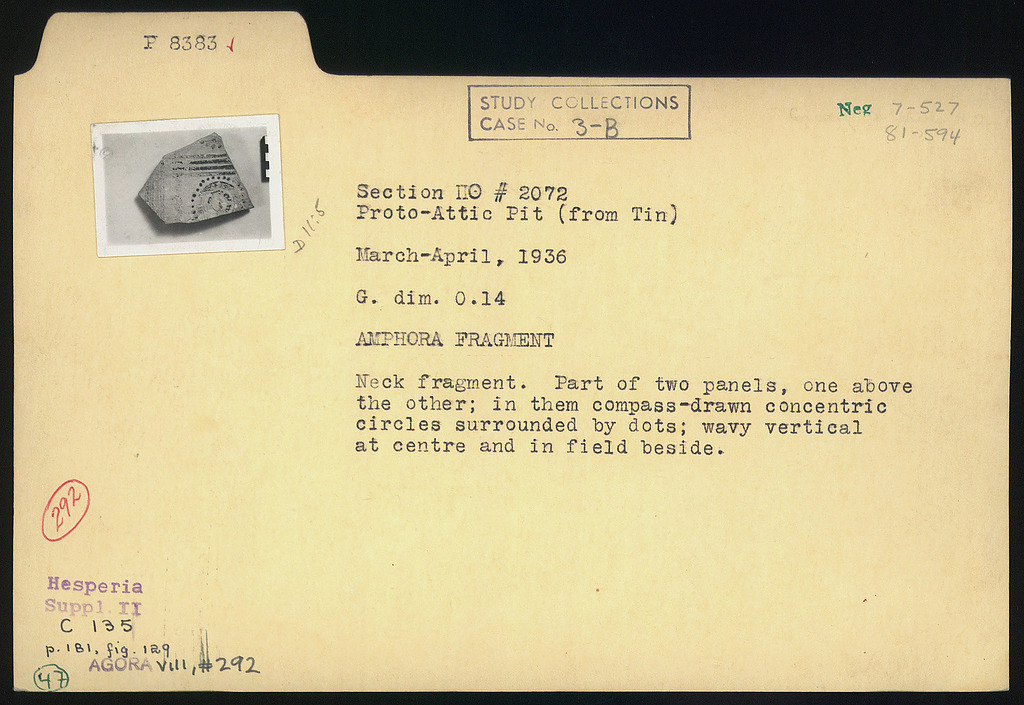 P 8383 ✓
STUDY COLLECTIONS
CASE No. 3-B
Neg 7-527
81-594
D 11:5
Section ΠΘ # 2072
Proto-Attic Pit (from Tin)
March-April, 1936
G. dim. 0.14
AMPHORA FRAGMENT
Neck fragment. Part of two panels, one above
the other; in them compass-drawn concentric
circles surrounded by dots; wavy vertical
at centre and in field beside.
292
Hesperia
Suppl. II
C 135
p. 181, fig. 129
AGORA VIII, #292
47